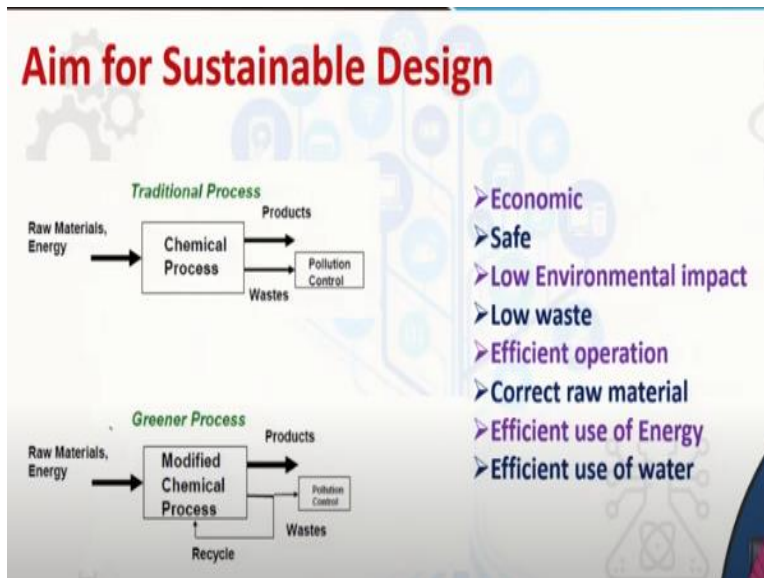 Aim for Sustainable Design
Traditional Process
Raw Materials,
Energy
Chemical
Process
Products
Wastes
Pollution
Control
Greener Process
Raw Materials,
Energy
Modified
Chemical
Process
Products
Pollution
Control
Wastes
Recycle
➢Economic
➢Safe
➢Low Environmental impact
➢Low waste
➢Efficient operation
➢Correct raw material
➢Efficient use of Energy
➢Efficient use of water